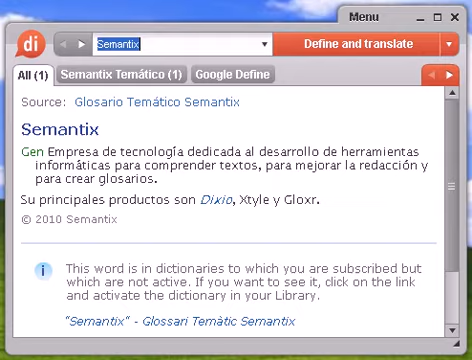 Menu
di
Semantix
Define and translate
All (1)
Semantix Temático (1)
Google Define
Source: Glosario Temático Semantix
Semantix
Gen Empresa de tecnología dedicada al desarrollo de herramientas
informáticas para comprender textos, para mejorar la redacción y
para crear glosarios.
Su principales productos son Dixio, Xtyle y Gloxr.
© 2010 Semantix
i
This word is in dictionaries to which you are subscribed but
which are not active. If you want to see it, click on the link
and activate the dictionary in your Library.
"Semantix" - Glossari Temàtic Semantix